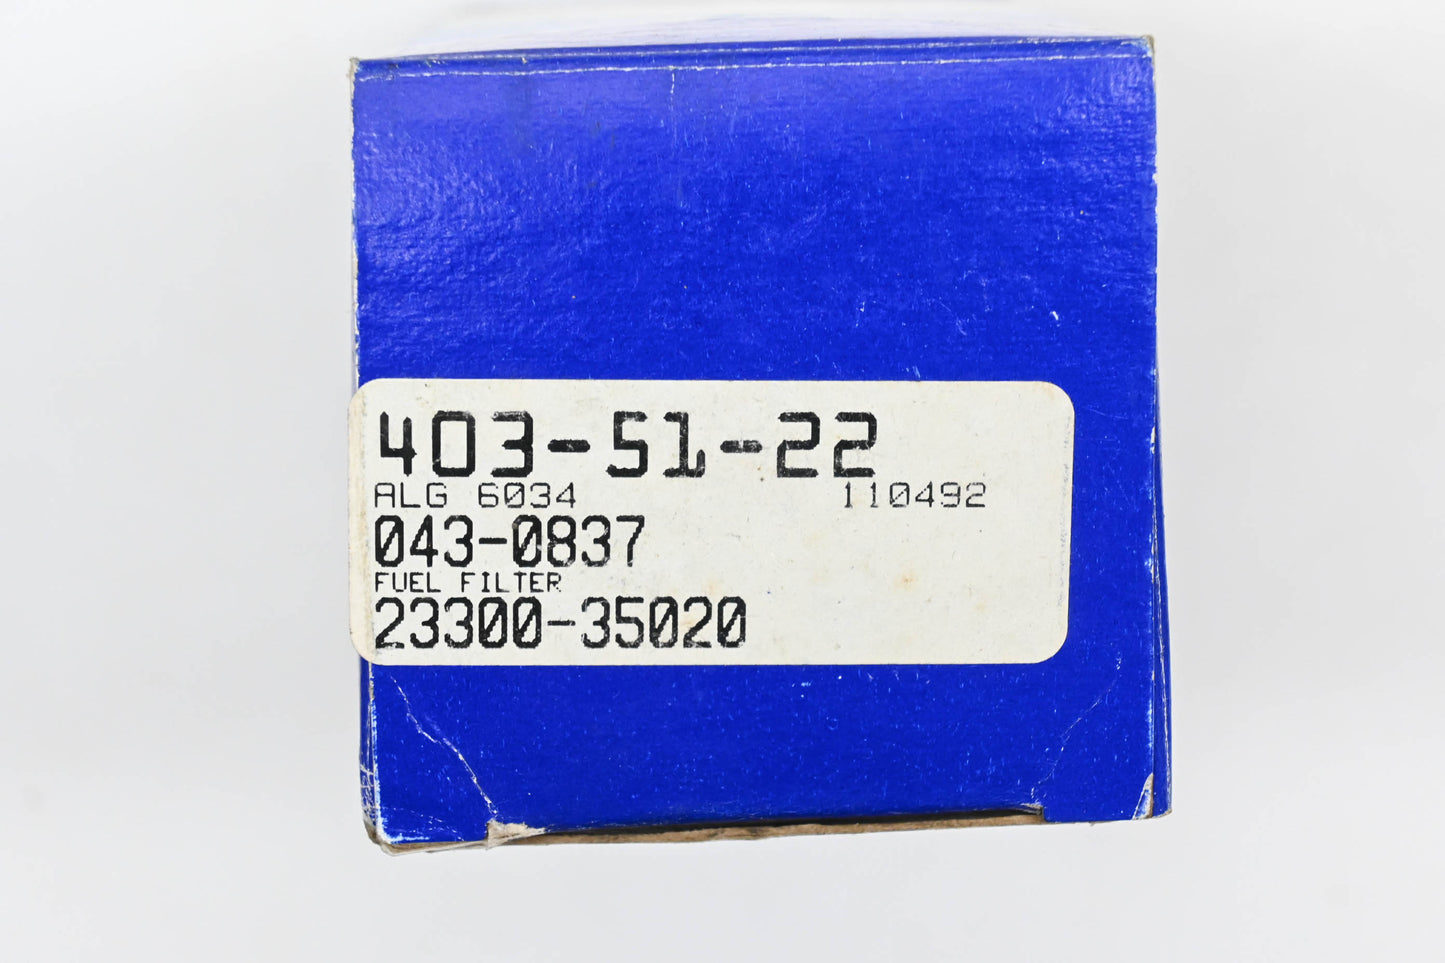 403-51-22
ALG 6034 110492
043-0837
FUEL FILTER
23300-35020